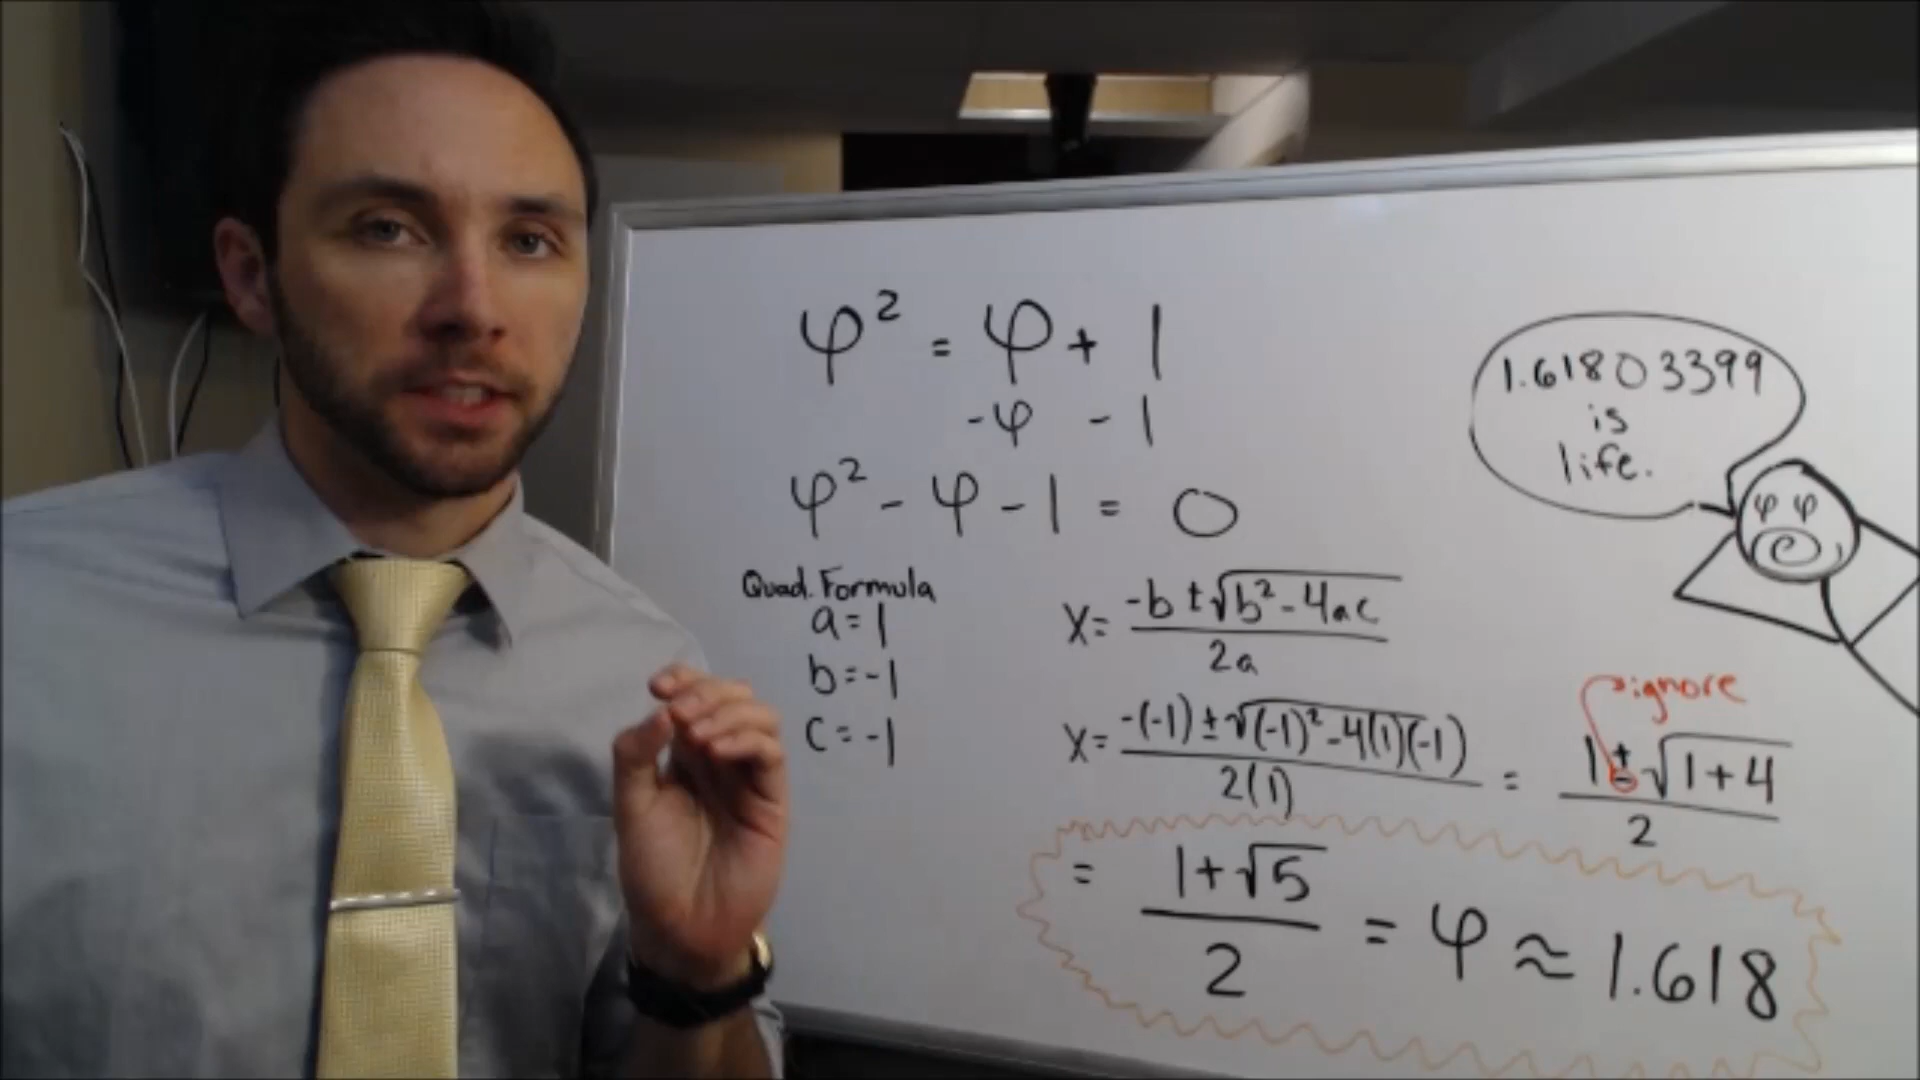 φ² = φ + 1
-φ - 1
φ² - φ - 1 = 0
Quad. Formula
a = 1
b = -1
c = -1
x = (-b ± √(b² - 4ac)) / 2a
x = (-(-1) ± √((-1)² - 4(1)(-1))) / 2(1) = (1 ± √(1 + 4)) / 2
ignore
= (1 + √5) / 2 = φ ≈ 1.618
1.61803399
is
life.
φ φ